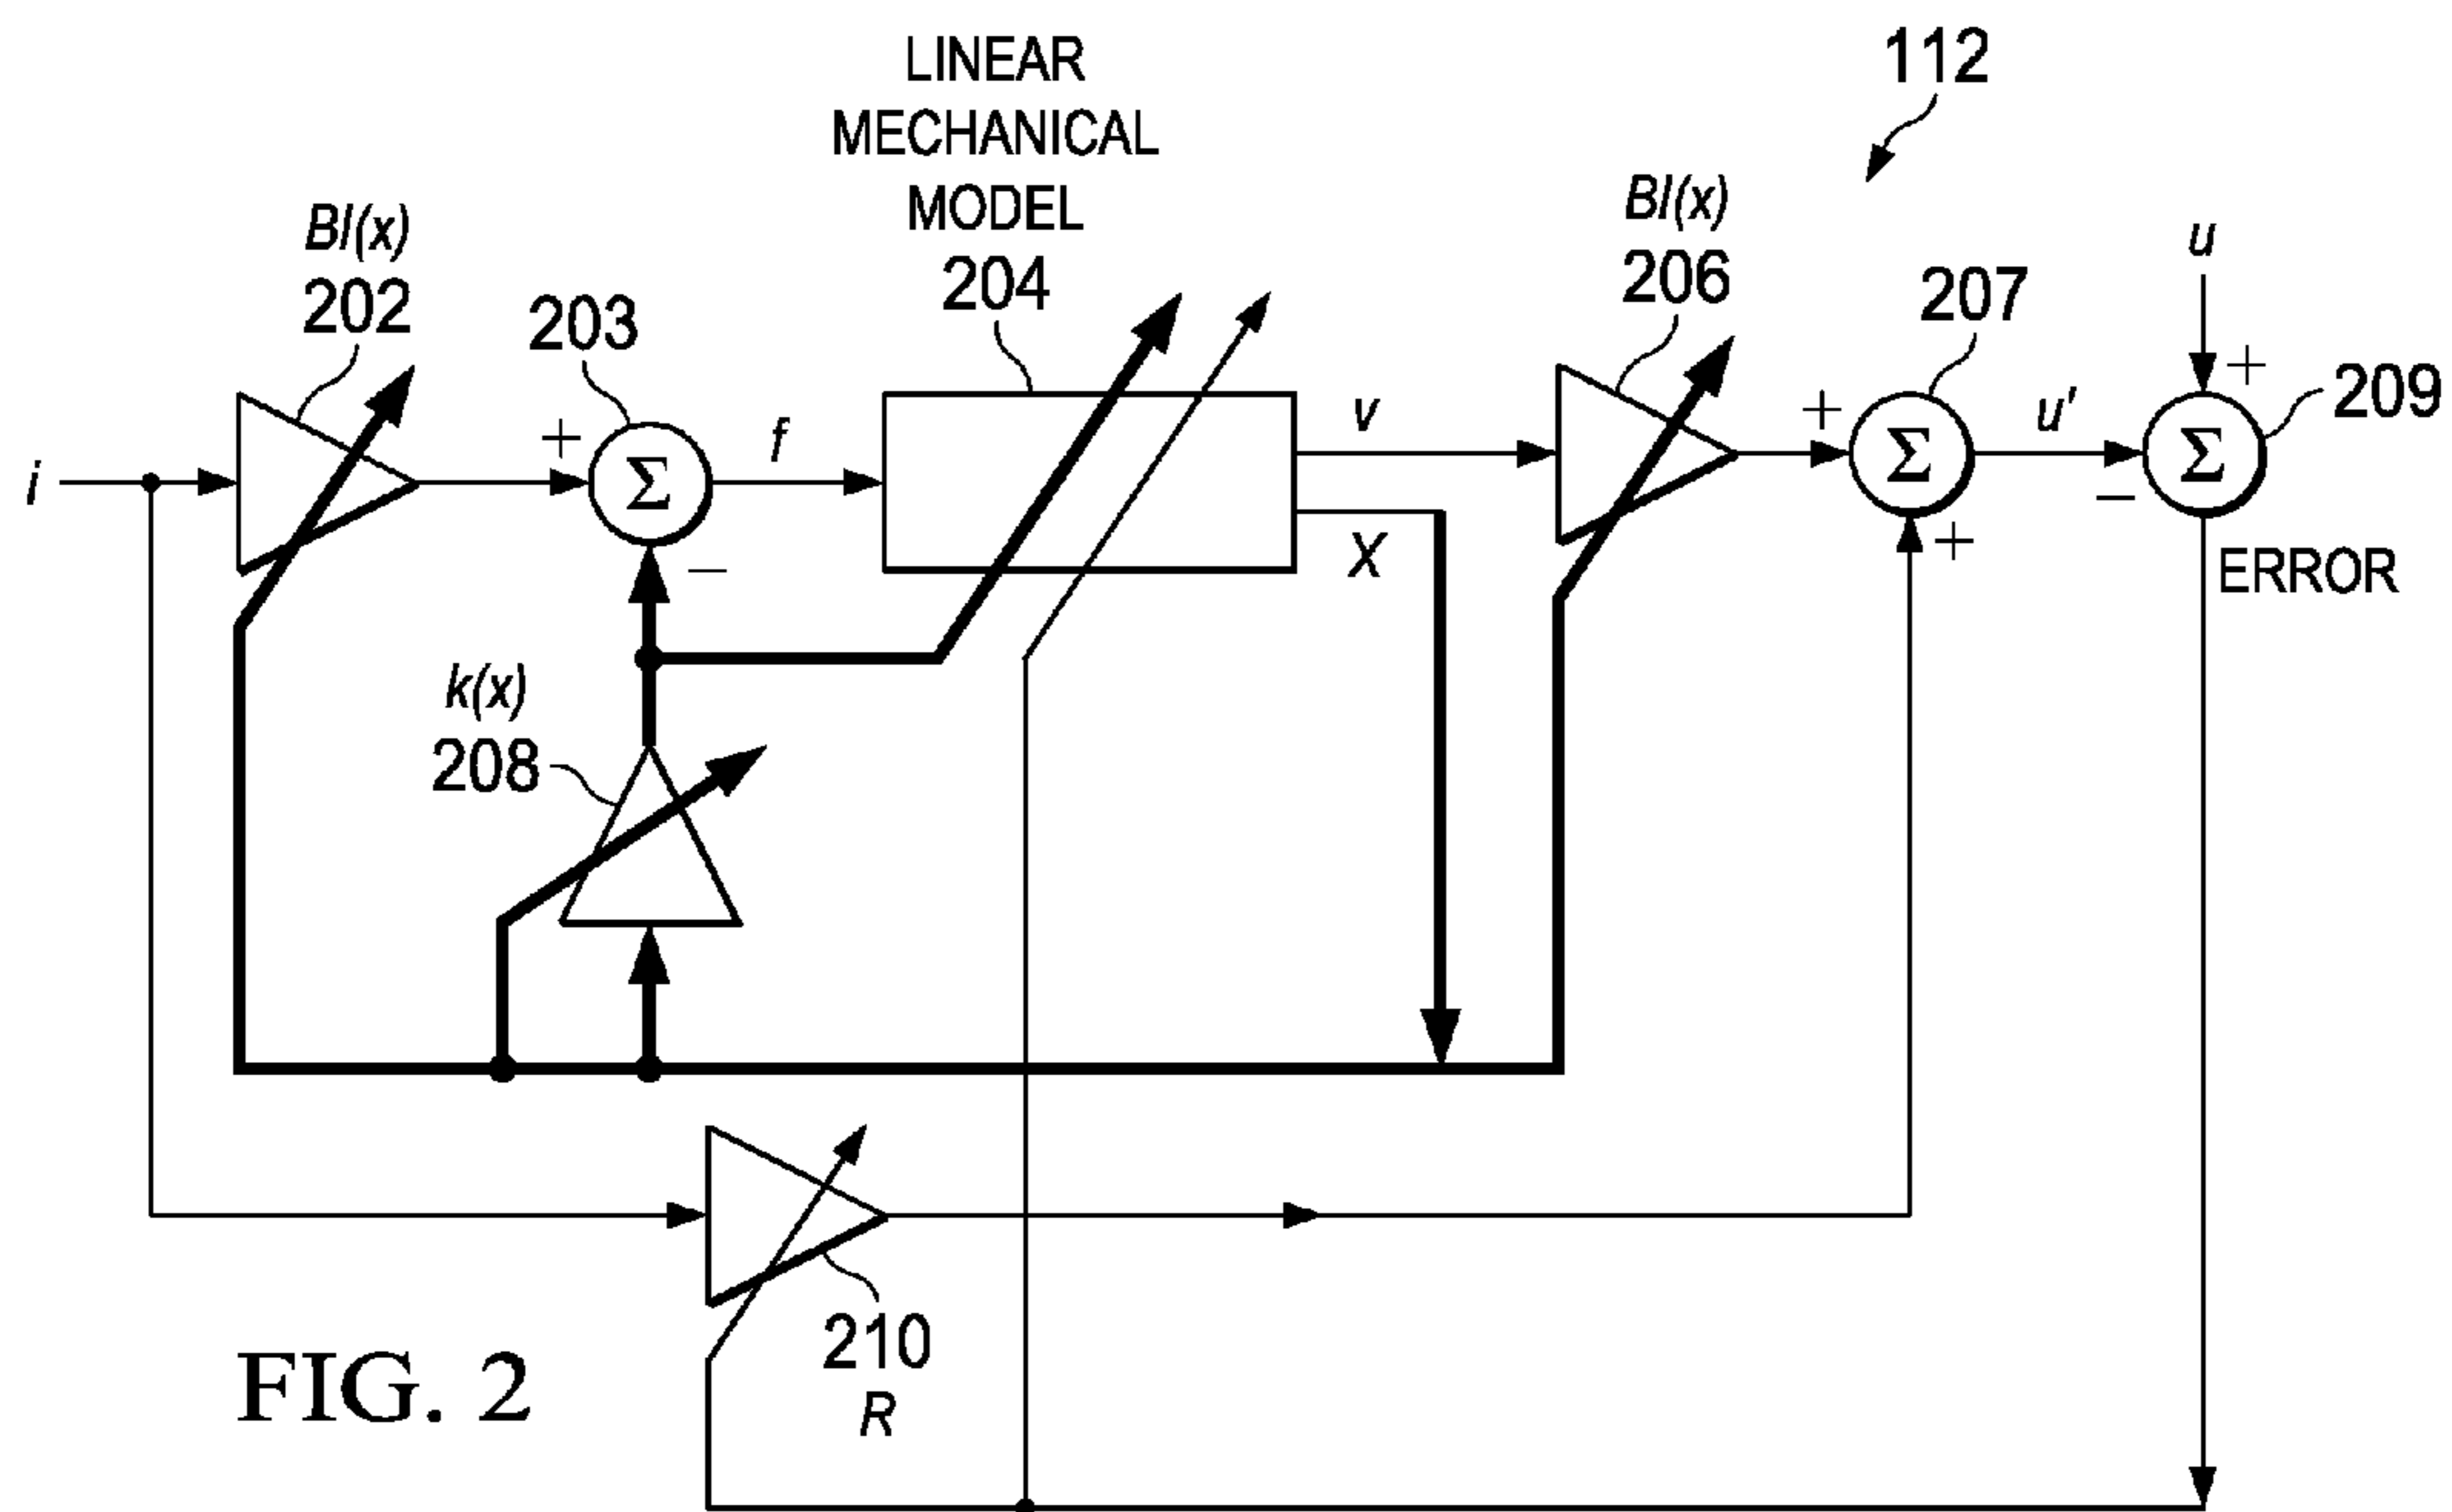 LINEAR
MECHANICAL
MODEL
204
112
Bl(x)
202
203
Bl(x)
206
207
u
209
+
+
+
i
Σ
f
v
Σ
u'
Σ
−
−
+
X
ERROR
k(x)
208
210
R
FIG. 2